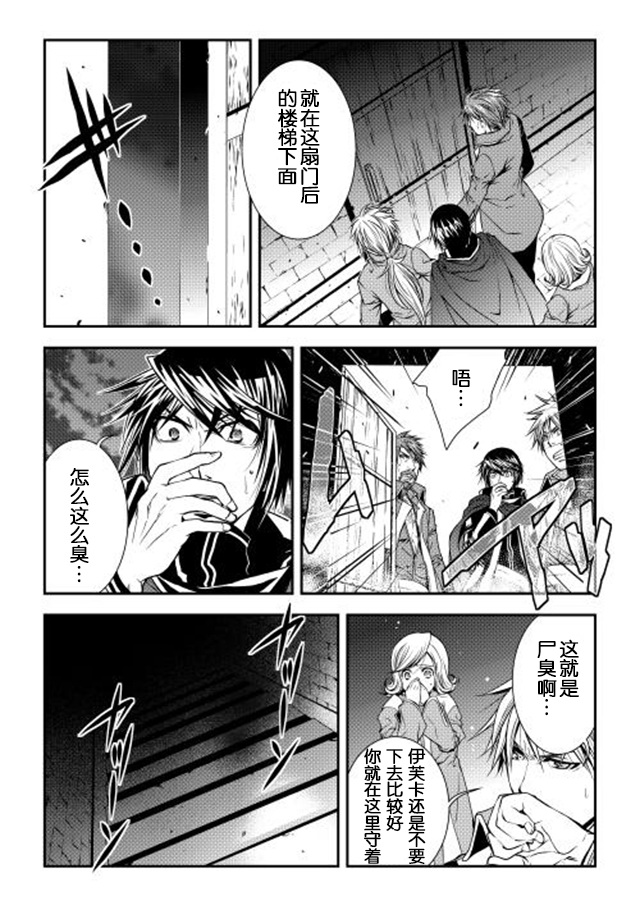 就在这扇门后
的楼梯下面
唔…
怎么这么臭…
这就是
尸臭啊…
伊芙卡还是不要
下去比较好
你就在这里守着